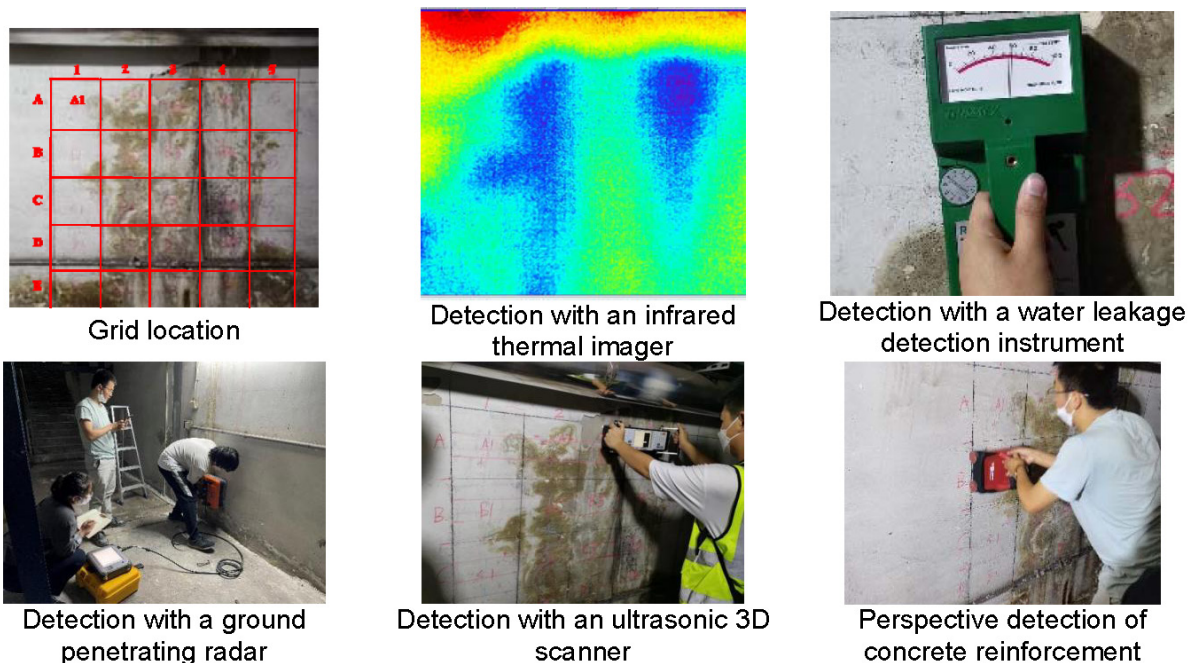 1 2 3 4 5
A A1
B
C
D
E
Grid location
Detection with an infrared
thermal imager
Detection with a water leakage
detection instrument
Detection with a ground
penetrating radar
Detection with an ultrasonic 3D
scanner
Perspective detection of
concrete reinforcement